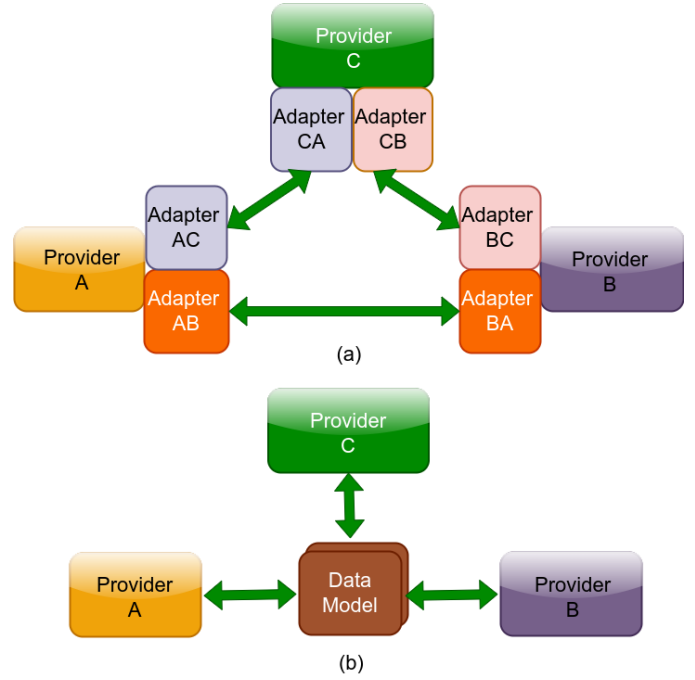 Provider
C
Adapter
CA
Adapter
CB
Adapter
AC
Adapter
BC
Provider
A
Provider
B
Adapter
AB
Adapter
BA
(a)
Provider
C
Provider
A
Data
Model
Provider
B
(b)